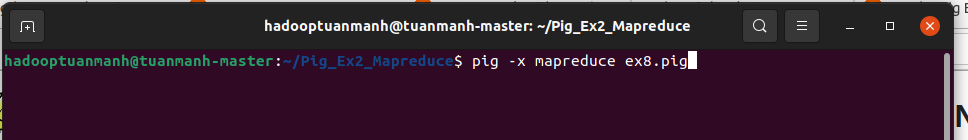 hadooptuanmanh@tuanmanh-master: ~/Pig_Ex2_Mapreduce
hadooptuanmanh@tuanmanh-master:~/Pig_Ex2_Mapreduce$ pig -x mapreduce ex8.pig